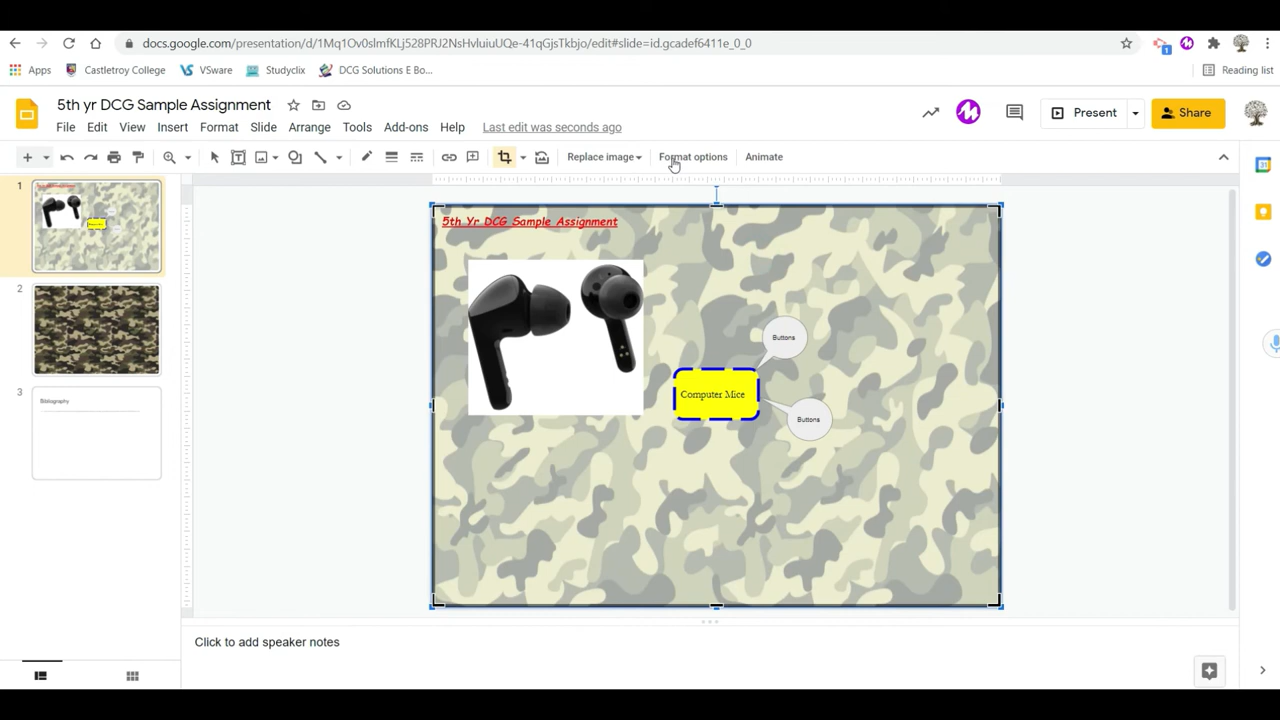 docs.google.com/presentation/d/1Mq1Ov0slmfKLj528PRJ2NsHvluiuUQe-41qGjsTkbjo/edit#slide=id.gcadef6411e_0_0
1
Apps Castletroy College VSware Studyclix DCG Solutions E Bo... Reading list
5th yr DCG Sample Assignment
Present Share
File Edit View Insert Format Slide Arrange Tools Add-ons Help Last edit was seconds ago
Replace image Format options Animate
1
5th Yr DCG Sample Assignment
Buttons
Computer Mice
Buttons
2
3
Bibliography
Click to add speaker notes